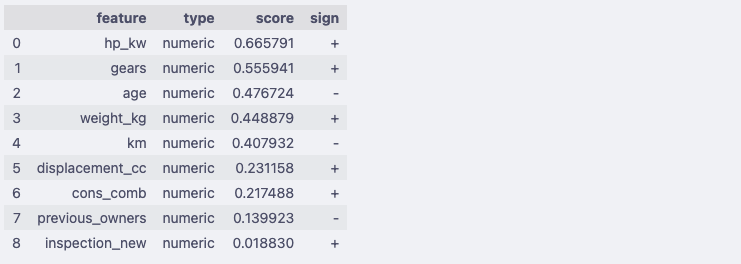 feature type score sign
0 hp_kw numeric 0.665791 +
1 gears numeric 0.555941 +
2 age numeric 0.476724 -
3 weight_kg numeric 0.448879 +
4 km numeric 0.407932 -
5 displacement_cc numeric 0.231158 +
6 cons_comb numeric 0.217488 +
7 previous_owners numeric 0.139923 -
8 inspection_new numeric 0.018830 +